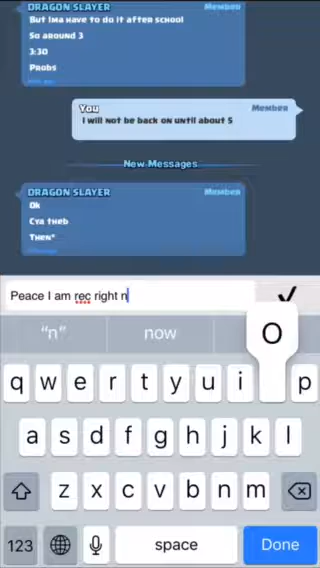 DRAGON SLAYER Member
But Ima have to do it after school
So around 3
3:30
Probs
You Member
I will not be back on until about 5
New Messages
DRAGON SLAYER Member
Ok
Cya theb
Then*
Peace I am rec right n
"n" now
O
q w e r t y u i p
a s d f g h j k l
z x c v b n m
123 space Done